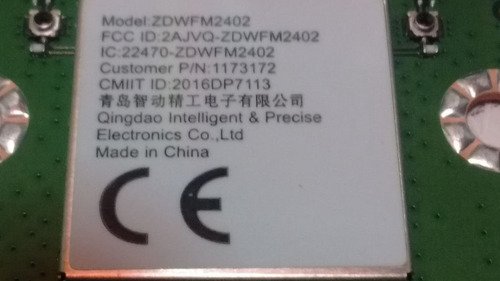 Model:ZDWFM2402
FCC ID:2AJVQ-ZDWFM2402
IC:22470-ZDWFM2402
Customer P/N:1173172
CMIIT ID:2016DP7113
青岛智动精工电子有限公司
Qingdao Intelligent & Precise
Electronics Co.,Ltd
Made in China
CE